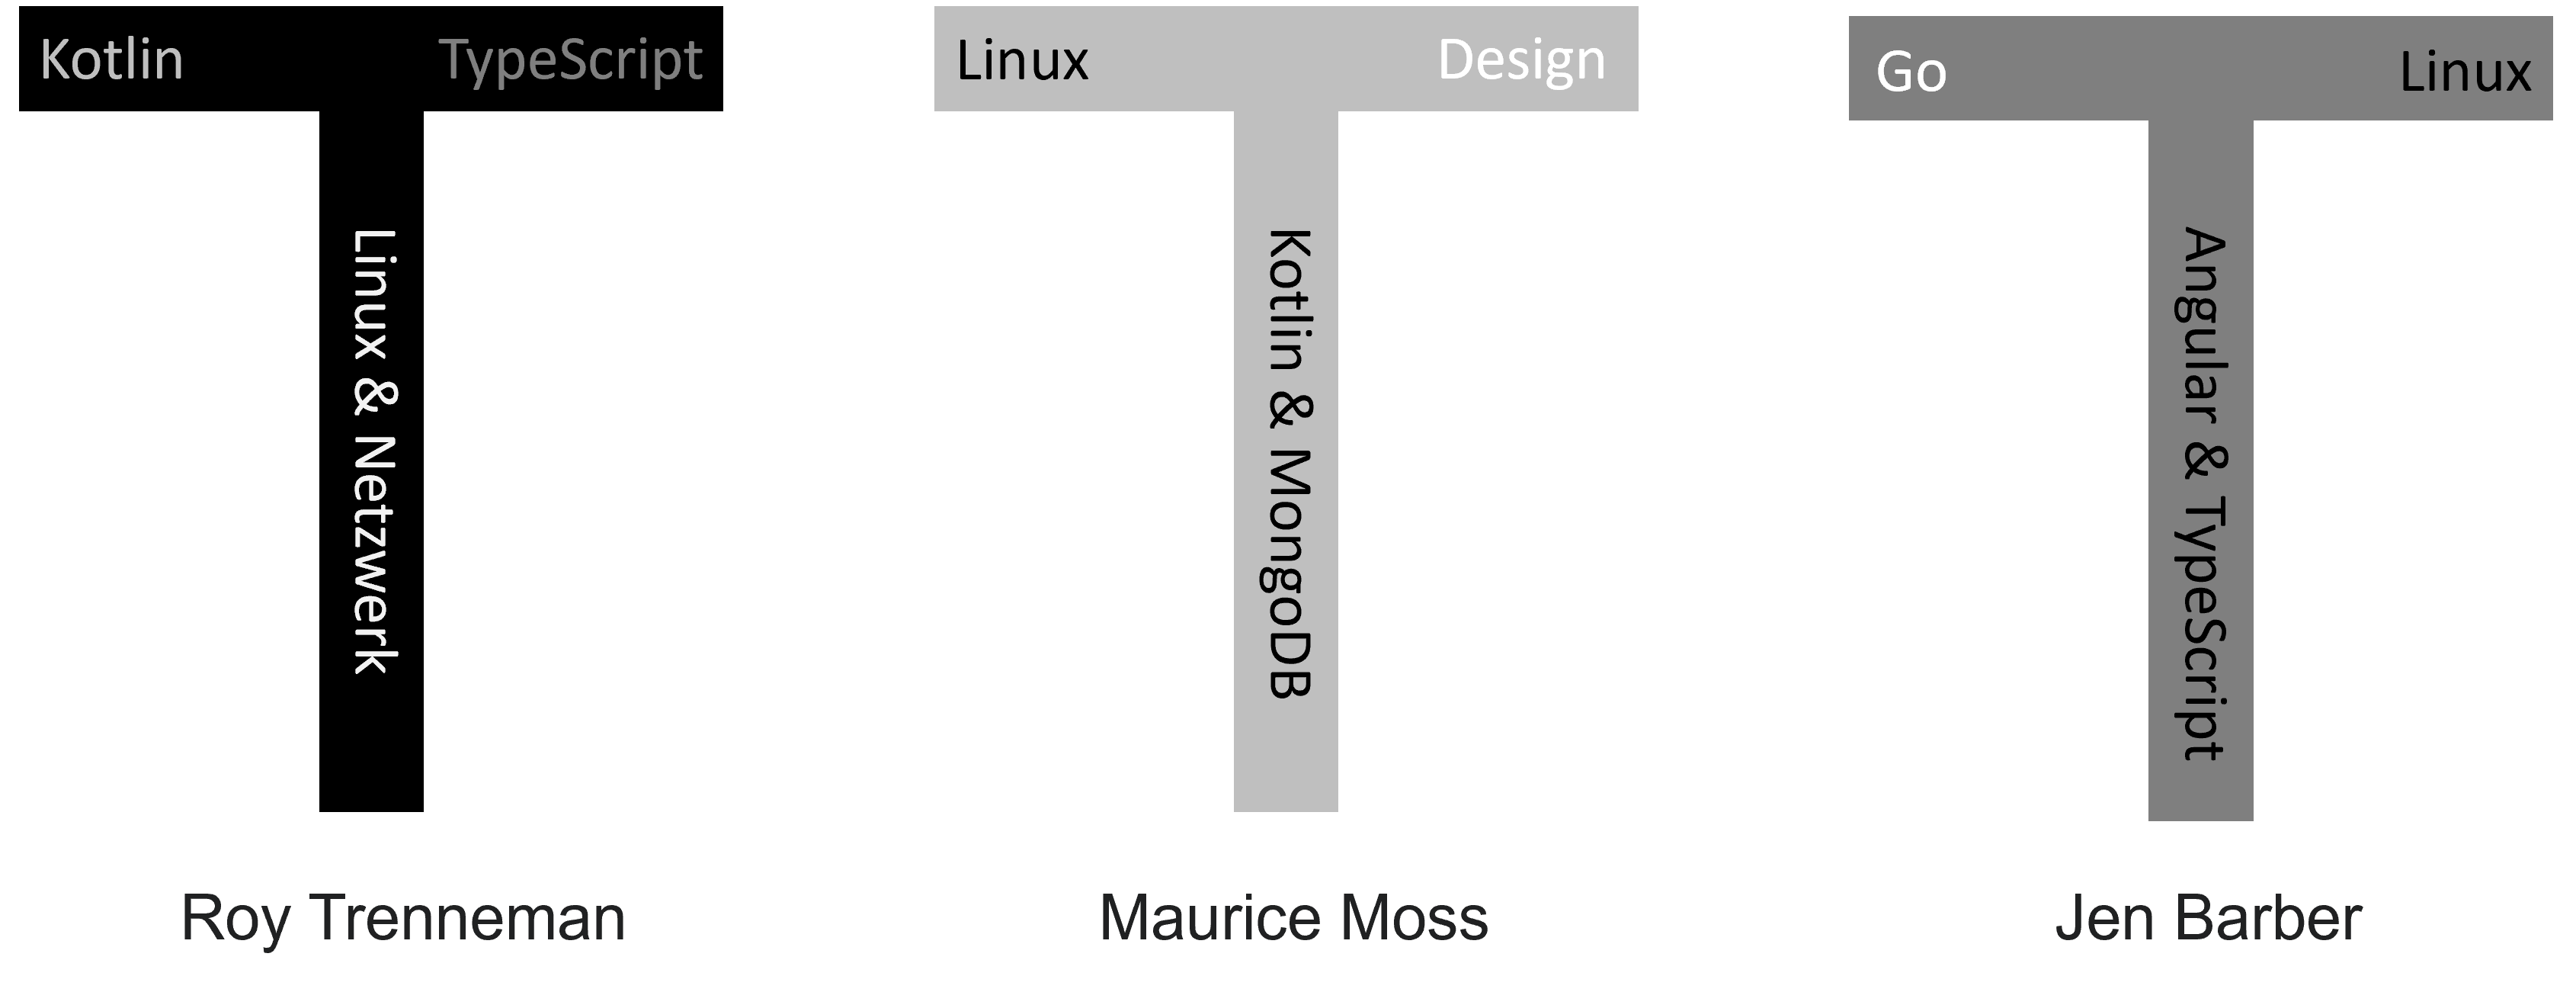 Kotlin
TypeScript
Linux & Netzwerk
Roy Trenneman
Linux
Design
Kotlin & MongoDB
Maurice Moss
Go
Linux
Angular & TypeScript
Jen Barber